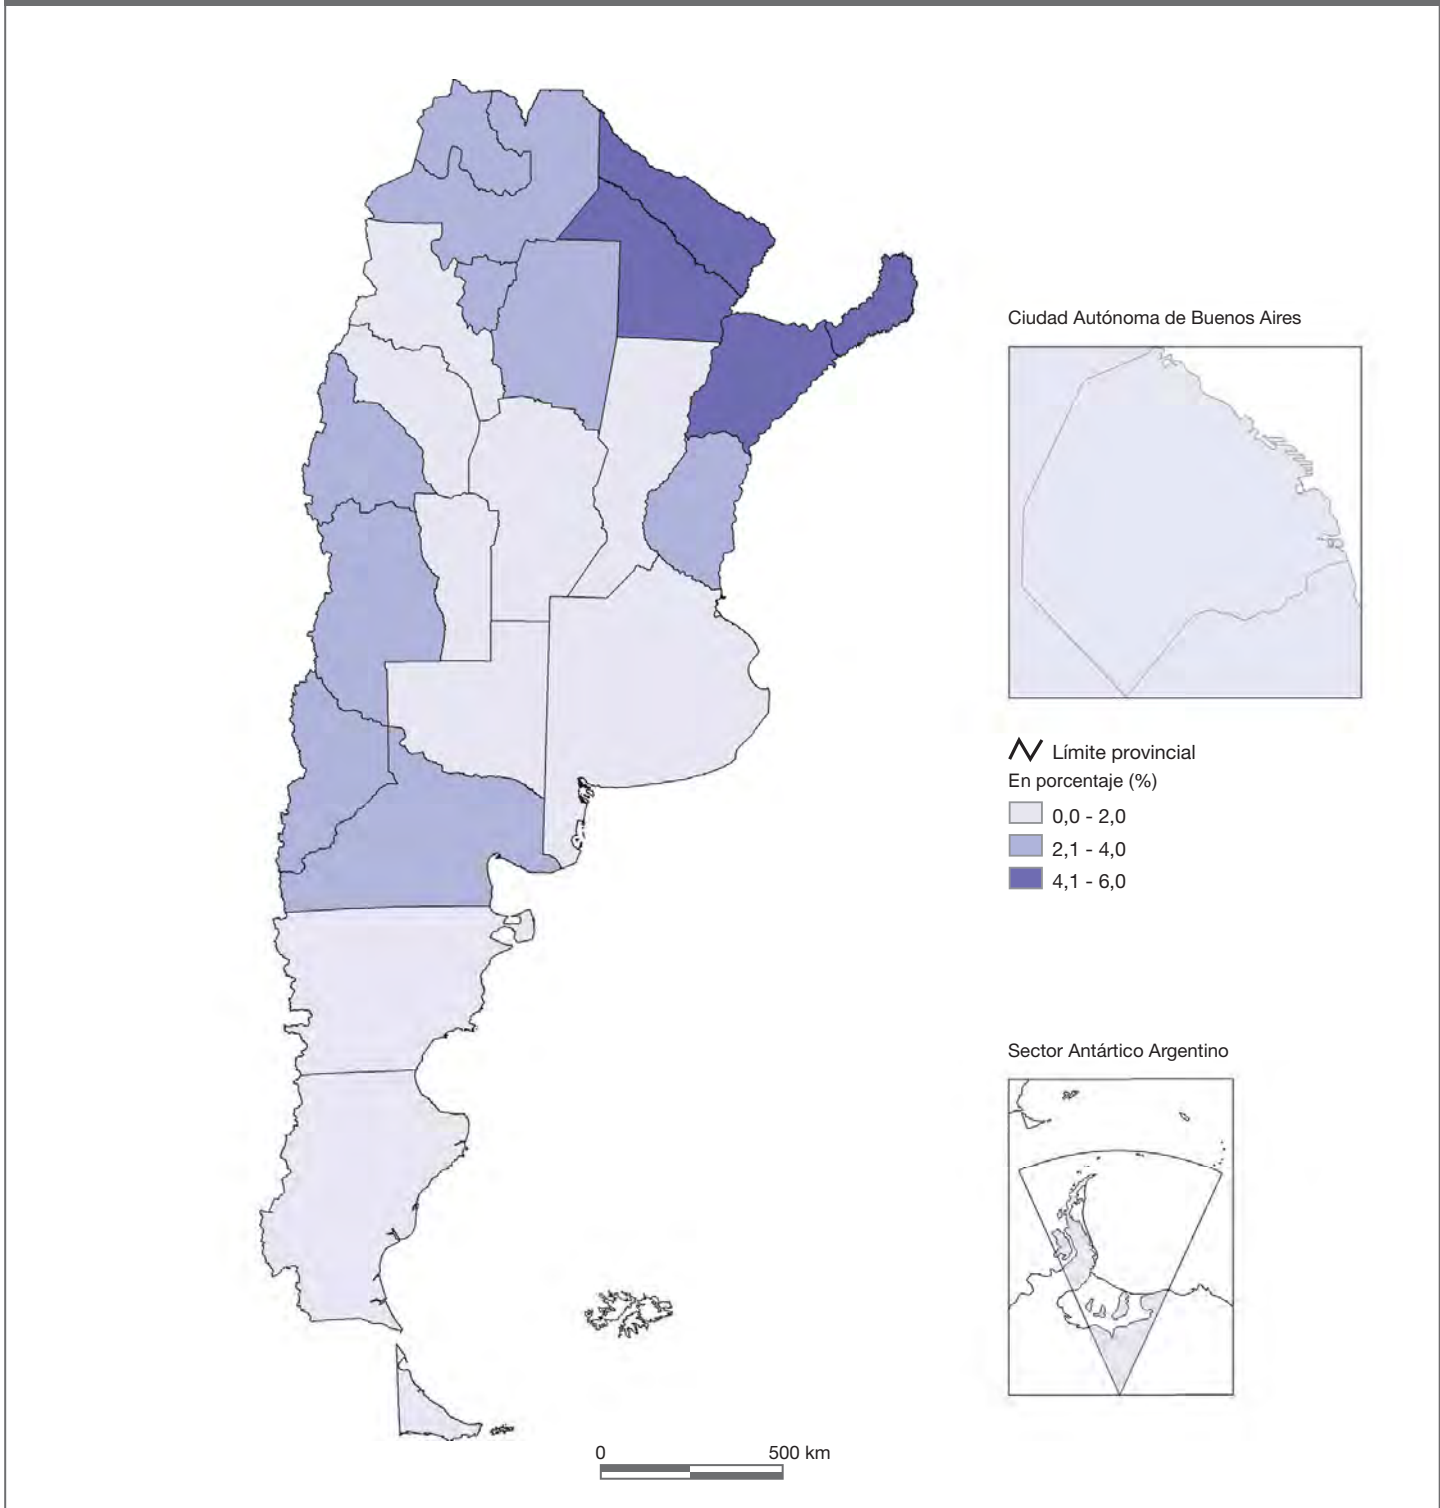 Ciudad Autónoma de Buenos Aires
Límite provincial
En porcentaje (%)
0,0 - 2,0
2,1 - 4,0
4,1 - 6,0
Sector Antártico Argentino
0 500 km